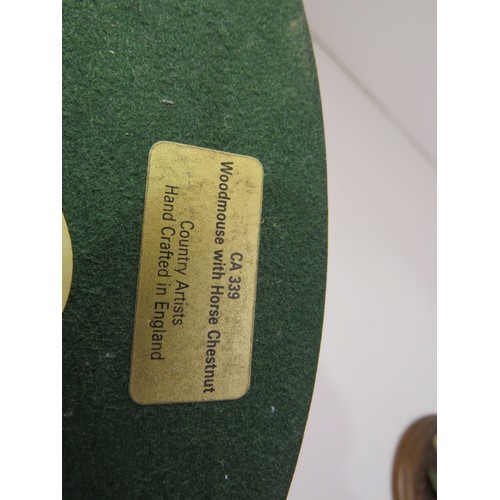 CA 339
Woodmouse with Horse Chestnut
Country Artists
Hand Crafted in England